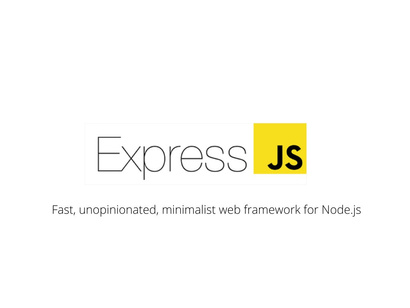 Express JS
Fast, unopinionated, minimalist web framework for Node.js